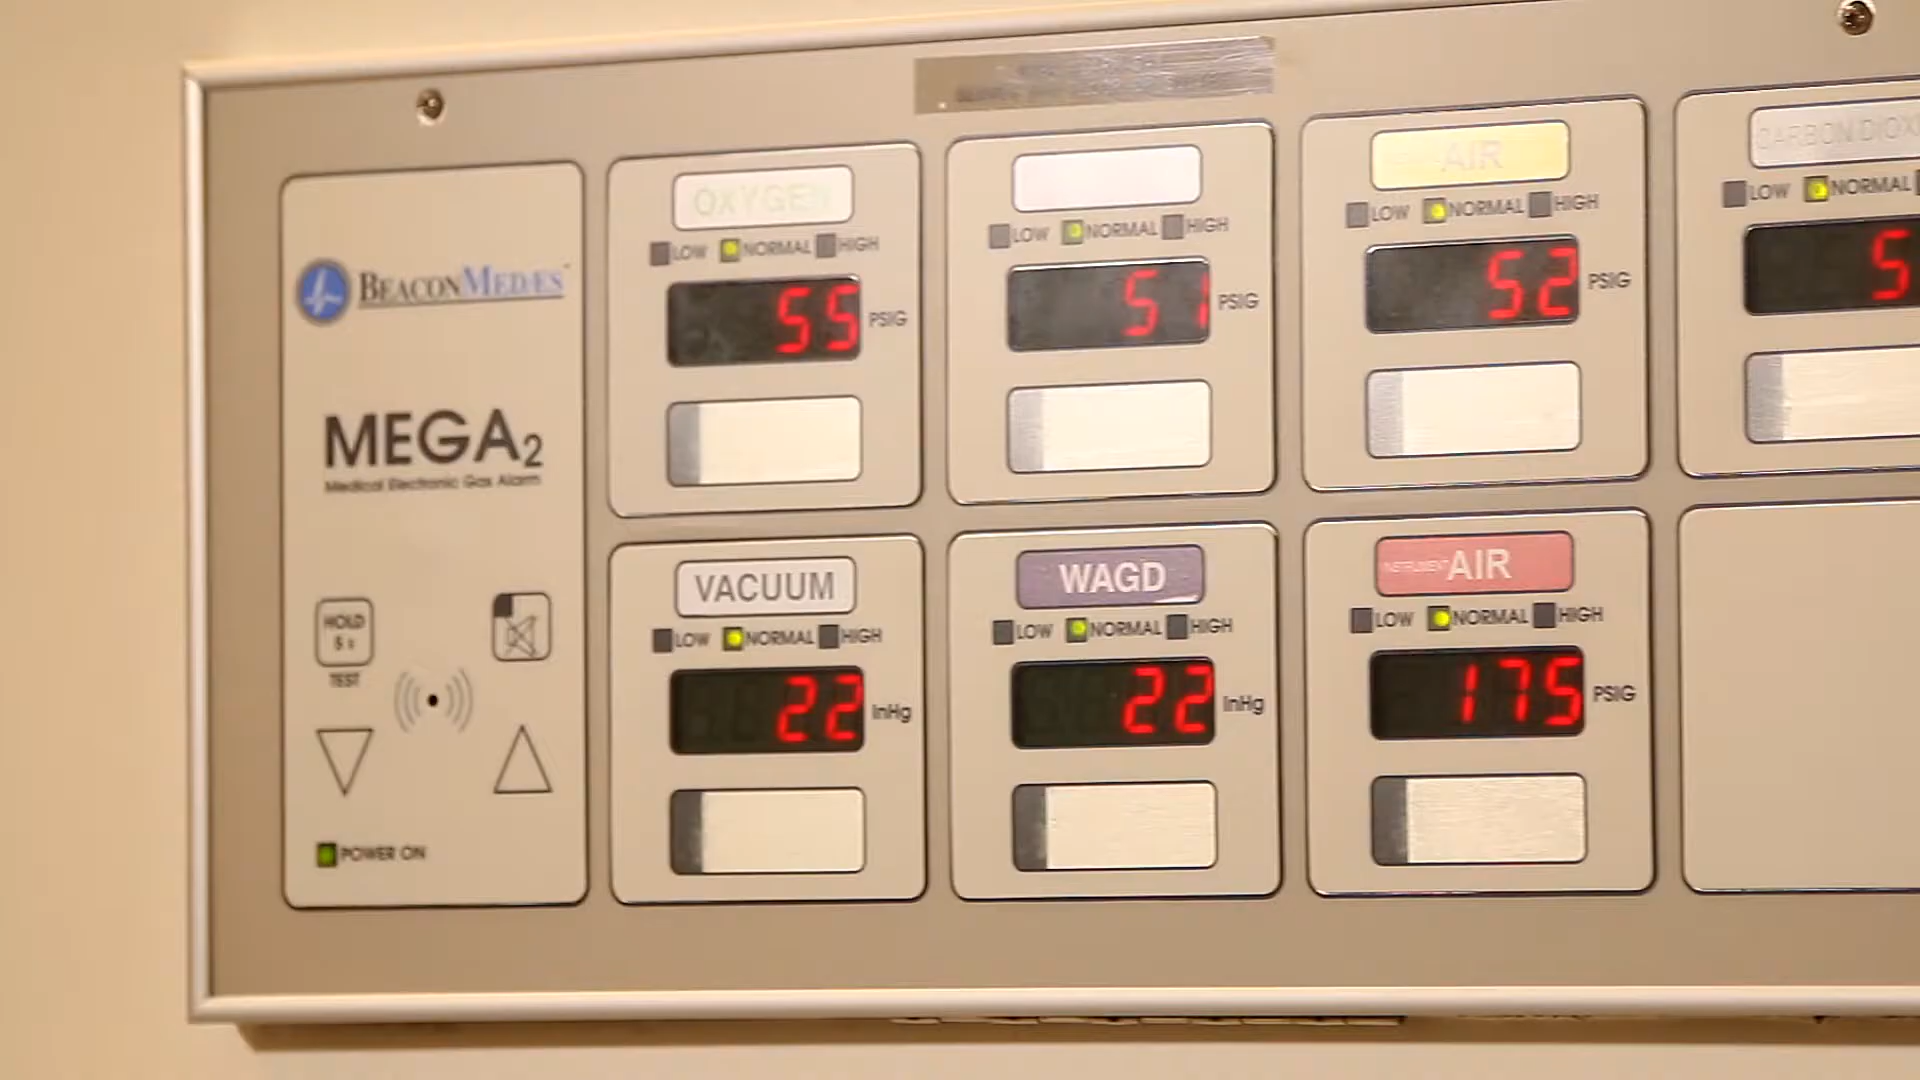 BEACONMEDÆS
MEGA2
Medical Electronic Gas Alarm
HOLD
5 s
TEST
POWER ON
OXYGEN
LOW NORMAL HIGH
55 PSIG
LOW NORMAL HIGH
51 PSIG
AIR
LOW NORMAL HIGH
52 PSIG
CARBON DIOX
LOW NORMAL
5
VACUUM
LOW NORMAL HIGH
22 InHg
WAGD
LOW NORMAL HIGH
22 InHg
INSTRUMENT AIR
LOW NORMAL HIGH
175 PSIG